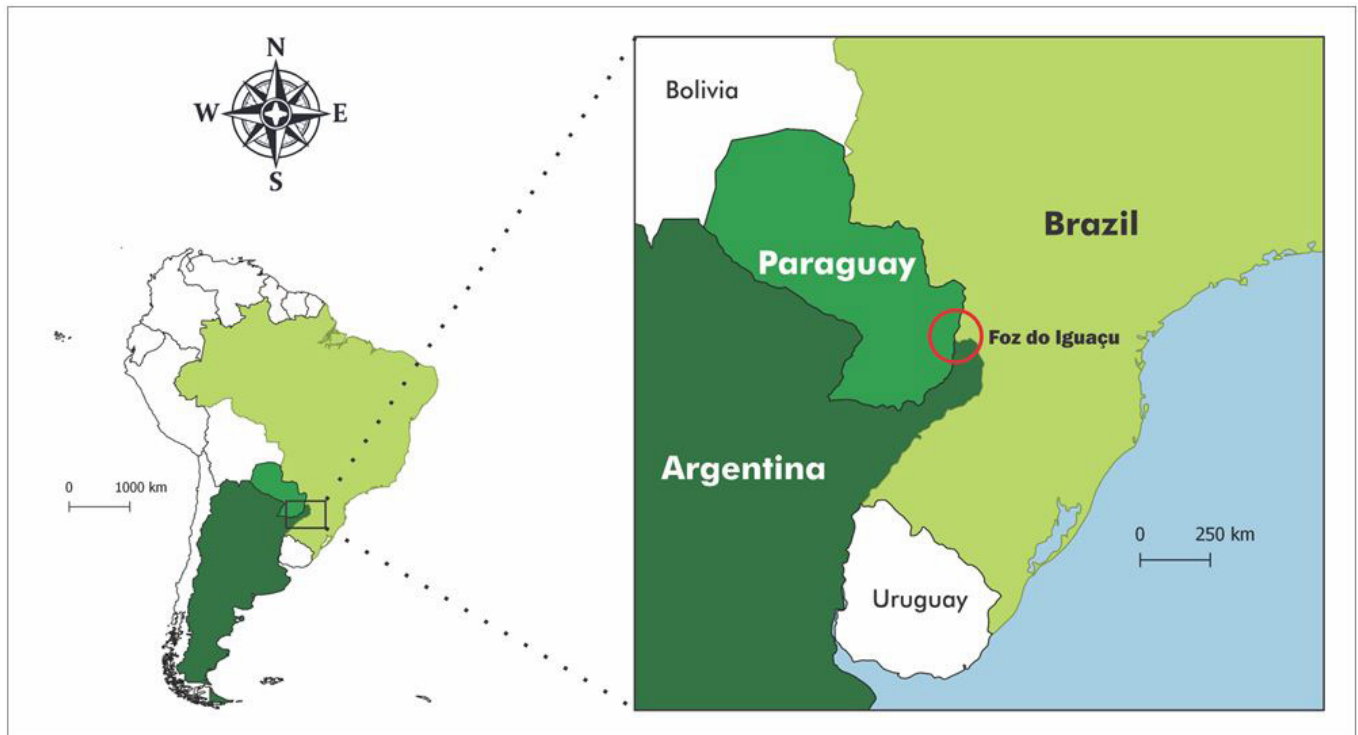 N
W E
S
0 1000 km
Bolivia
Brazil
Paraguay
Foz do Iguaçu
Argentina
0 250 km
Uruguay